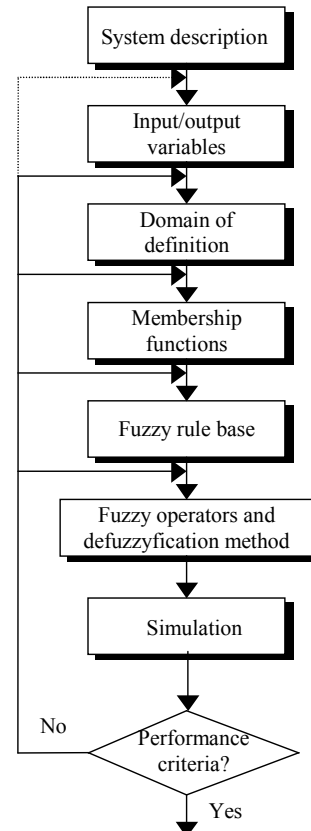 System description
Input/output
variables
Domain of
definition
Membership
functions
Fuzzy rule base
Fuzzy operators and
defuzzyfication method
Simulation
No
Performance
criteria?
Yes